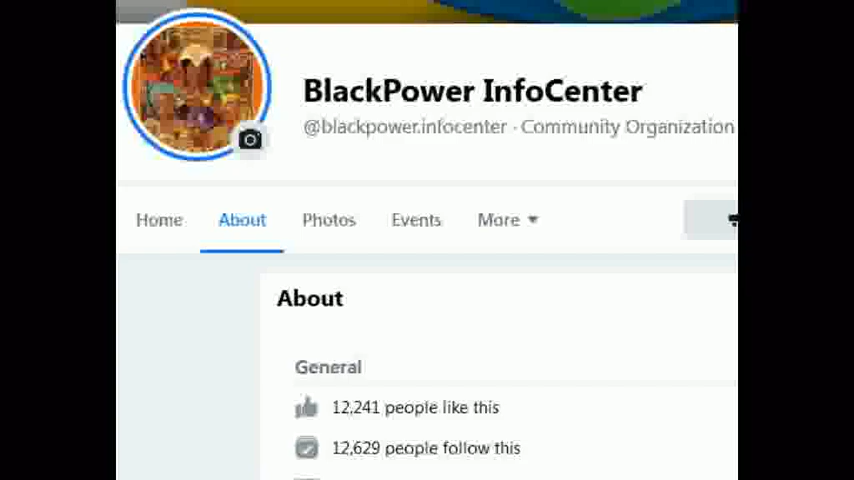 BlackPower InfoCenter
@blackpower.infocenter · Community Organization
Home About Photos Events More
About
General
12,241 people like this
12,629 people follow this